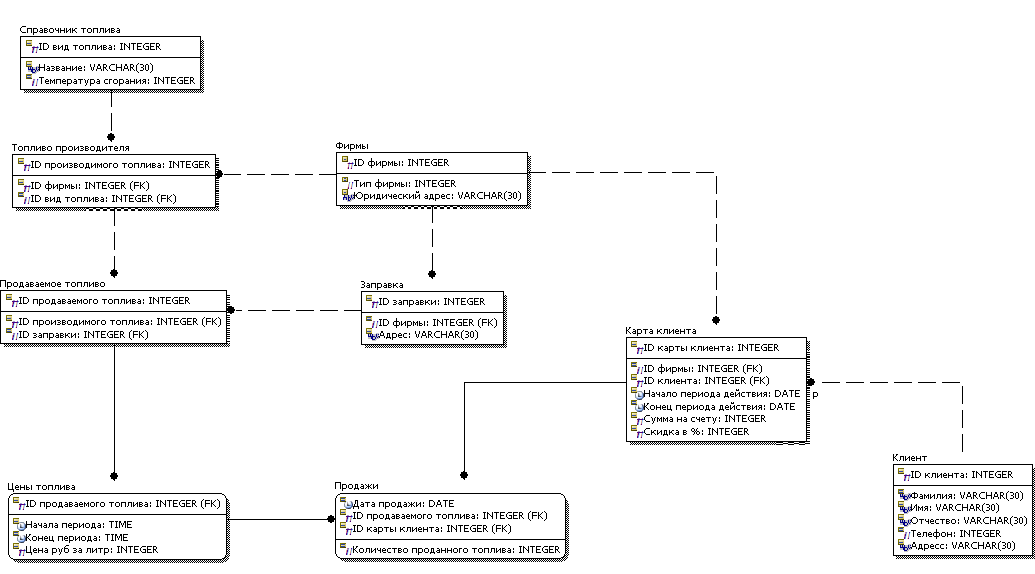 Справочник топлива
ID вид топлива: INTEGER
Название: VARCHAR(30)
Температура сгорания: INTEGER
Топливо производителя
ID производимого топлива: INTEGER
ID фирмы: INTEGER (FK)
ID вид топлива: INTEGER (FK)
Фирмы
ID фирмы: INTEGER
Тип фирмы: INTEGER
Юридический адрес: VARCHAR(30)
Продаваемое топливо
ID продаваемого топлива: INTEGER
ID производимого топлива: INTEGER (FK)
ID заправки: INTEGER (FK)
Заправка
ID заправки: INTEGER
ID фирмы: INTEGER (FK)
Адрес: VARCHAR(30)
Карта клиента
ID карты клиента: INTEGER
ID фирмы: INTEGER (FK)
ID клиента: INTEGER (FK)
Начало периода действия: DATE
р
Конец периода действия: DATE
Сумма на счету: INTEGER
Скидка в %: INTEGER
Клиент
ID клиента: INTEGER
Фамилия: VARCHAR(30)
Имя: VARCHAR(30)
Отчество: VARCHAR(30)
Телефон: INTEGER
Адресс: VARCHAR(30)
Цены топлива
ID продаваемого топлива: INTEGER (FK)
Начала периода: TIME
Конец периода: TIME
Цена руб за литр: INTEGER
Продажи
Дата продажи: DATE
ID продаваемого топлива: INTEGER (FK)
ID карты клиента: INTEGER (FK)
Количество проданного топлива: INTEGER